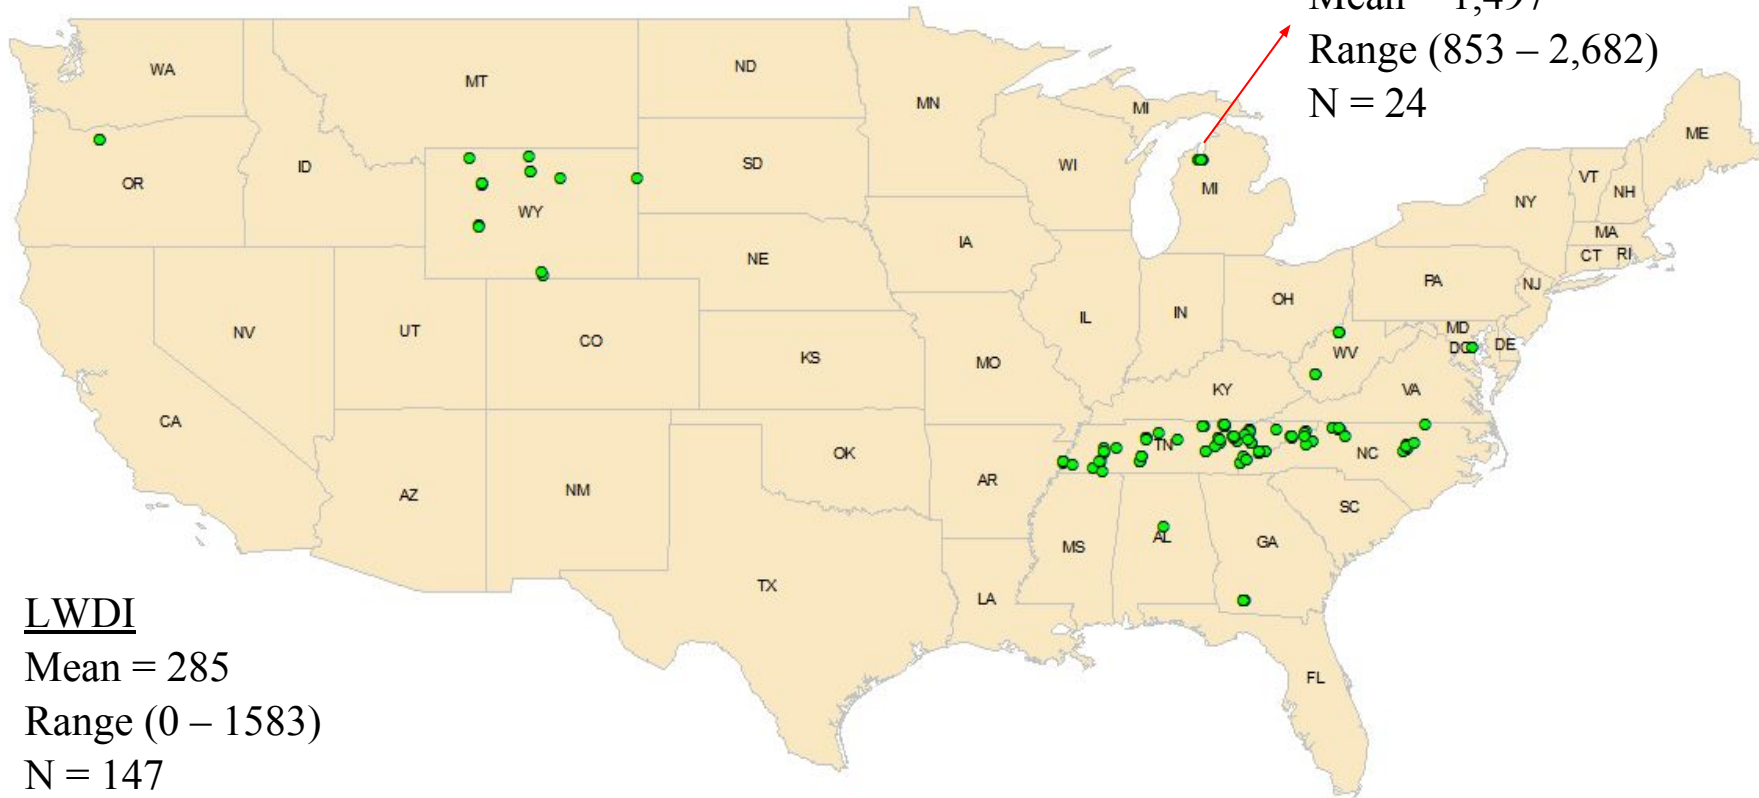 Mean = 1,497
Range (853 – 2,682)
N = 24
WA
MT
ND
MN
MI
ME
OR
ID
WY
SD
WI
MI
VT
NH
NY
MA
CT
RI
IA
NE
PA
NJ
NV
UT
CO
IL
IN
OH
MD
DC
DE
WV
KS
MO
KY
VA
CA
OK
TN
NC
AZ
NM
AR
SC
MS
AL
GA
TX
LA
FL
LWDI
Mean = 285
Range (0 – 1583)
N = 147